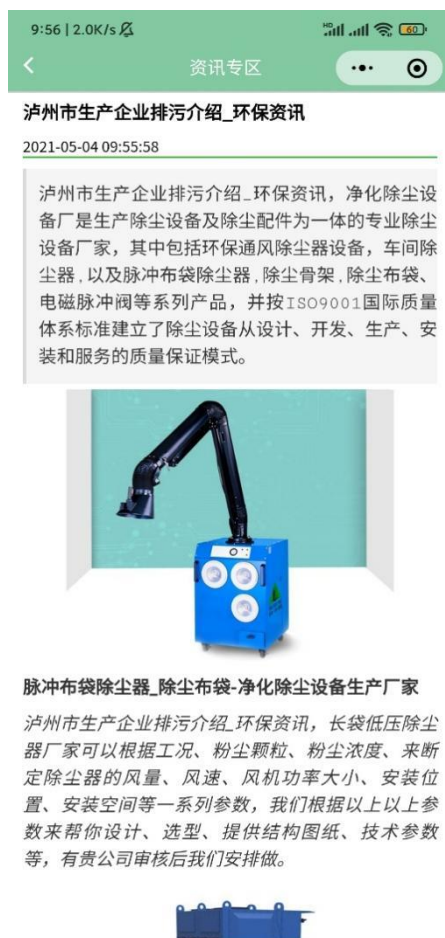 9:56 | 2.0K/s
HD
60
资讯专区
泸州市生产企业排污介绍_环保资讯
2021-05-04 09:55:58
泸州市生产企业排污介绍_环保资讯，净化除尘设
备厂是生产除尘设备及除尘配件为一体的专业除尘
设备厂家，其中包括环保通风除尘器设备，车间除
尘器，以及脉冲布袋除尘器，除尘骨架，除尘布袋、
电磁脉冲阀等系列产品，并按ISO9001国际质量
体系标准建立了除尘设备从设计、开发、生产、安
装和服务的质量保证模式。
脉冲布袋除尘器_除尘布袋-净化除尘设备生产厂家
泸州市生产企业排污介绍_环保资讯，长袋低压除尘
器厂家可以根据工况、粉尘颗粒、粉尘浓度、来断
定除尘器的风量、风速、风机功率大小、安装位
置、安装空间等一系列参数，我们根据以上以上参
数来帮你设计、选型、提供结构图纸、技术参数
等，有贵公司审核后我们安排做。